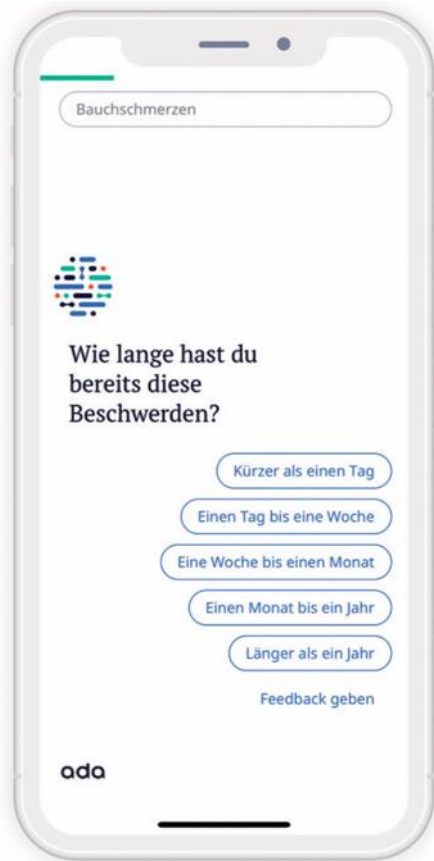 Bauchschmerzen
Wie lange hast du
bereits diese
Beschwerden?
Kürzer als einen Tag
Einen Tag bis eine Woche
Eine Woche bis einen Monat
Einen Monat bis ein Jahr
Länger als ein Jahr
Feedback geben
ada